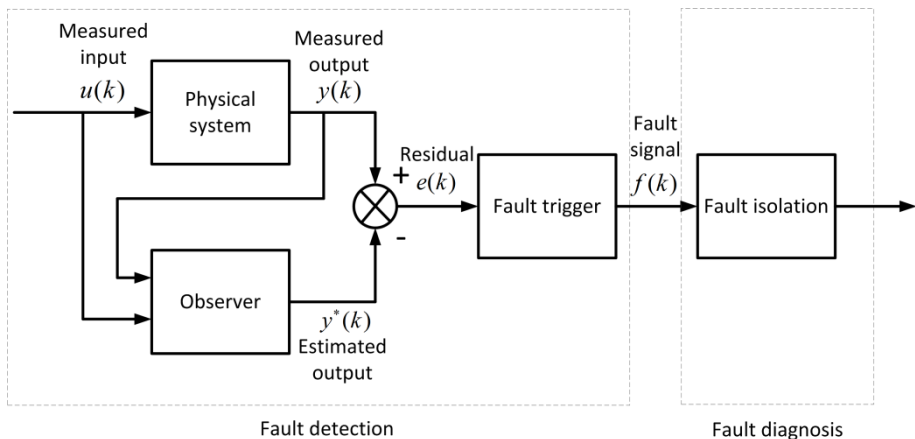 Measured
input
u(k)
Physical
system
Measured
output
y(k)
+
-
Residual
e(k)
Fault trigger
Fault
signal
f(k)
Fault isolation
Observer
y*(k)
Estimated
output
Fault detection
Fault diagnosis